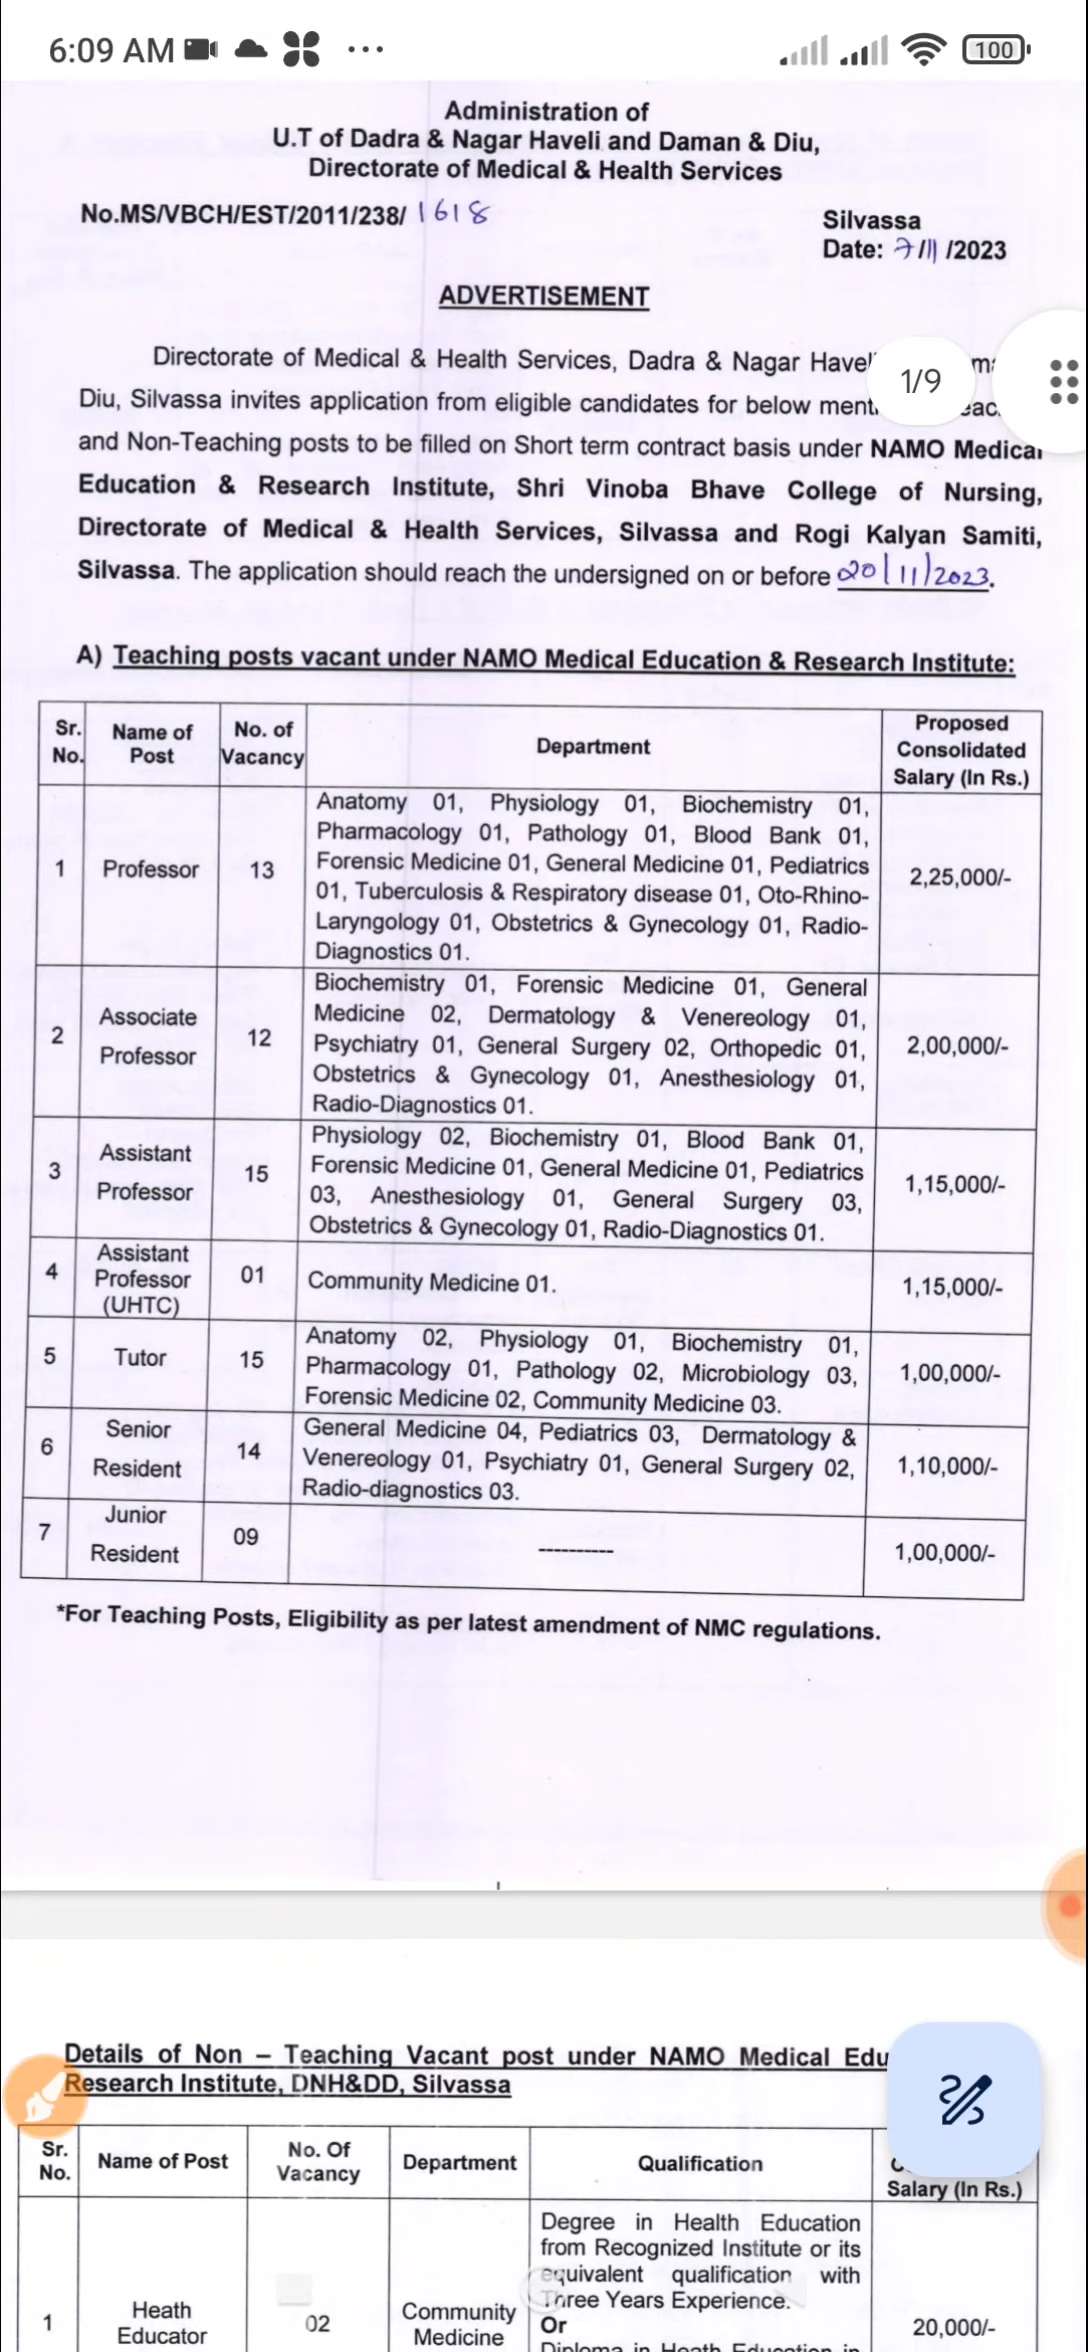 6:09 AM
100
Administration of
U.T of Dadra & Nagar Haveli and Daman & Diu,
Directorate of Medical & Health Services
No.MS/VBCH/EST/2011/238/ 1618
Silvassa
Date: 7/11 /2023
ADVERTISEMENT
1/9
Directorate of Medical & Health Services, Dadra & Nagar
Diu, Silvassa invites application from eligible candidates for below
and Non-Teaching posts to be filled on Short term contract basis under NAMO Medical
Education & Research Institute, Shri Vinoba Bhave College of Nursing,
Directorate of Medical & Health Services, Silvassa and Rogi Kalyan Samiti,
Silvassa. The application should reach the undersigned on or before 20/11/2023.
A) Teaching posts vacant under NAMO Medical Education & Research Institute:
Sr. No. Name of Post No. of Vacancy Department Proposed Consolidated Salary (In Rs.)
1 Professor 13 2,25,000/-
Anatomy 01, Physiology 01, Biochemistry 01,
Pharmacology 01, Pathology 01, Blood Bank 01,
Forensic Medicine 01, General Medicine 01, Pediatrics
01, Tuberculosis & Respiratory disease 01, Oto-Rhino-
Laryngology 01, Obstetrics & Gynecology 01, Radio-
Diagnostics 01.
2 Associate Professor 12 2,00,000/-
Biochemistry 01, Forensic Medicine 01, General
Medicine 02, Dermatology & Venereology 01,
Psychiatry 01, General Surgery 02, Orthopedic 01,
Obstetrics & Gynecology 01, Anesthesiology 01,
Radio-Diagnostics 01.
3 Assistant Professor 15 1,15,000/-
Physiology 02, Biochemistry 01, Blood Bank 01,
Forensic Medicine 01, General Medicine 01, Pediatrics
03, Anesthesiology 01, General Surgery 03,
Obstetrics & Gynecology 01, Radio-Diagnostics 01.
4 Assistant Professor (UHTC) 01 Community Medicine 01. 1,15,000/-
5 Tutor 15 1,00,000/-
Anatomy 02, Physiology 01, Biochemistry 01,
Pharmacology 01, Pathology 02, Microbiology 03,
Forensic Medicine 02, Community Medicine 03.
6 Senior Resident 14 1,10,000/-
General Medicine 04, Pediatrics 03, Dermatology &
Venereology 01, Psychiatry 01, General Surgery 02,
Radio-diagnostics 03.
7 Junior Resident 09 ---------- 1,00,000/-
*For Teaching Posts, Eligibility as per latest amendment of NMC regulations.
Details of Non – Teaching Vacant post under NAMO Medical Edu
Research Institute, DNH&DD, Silvassa
Sr. No. Name of Post No. Of Vacancy Department Qualification Salary (In Rs.)
1 Heath Educator 02 Community Medicine 20,000/-
Degree in Health Education
from Recognized Institute or its
equivalent qualification with
Three Years Experience.
Or
Diploma in Heath Education in